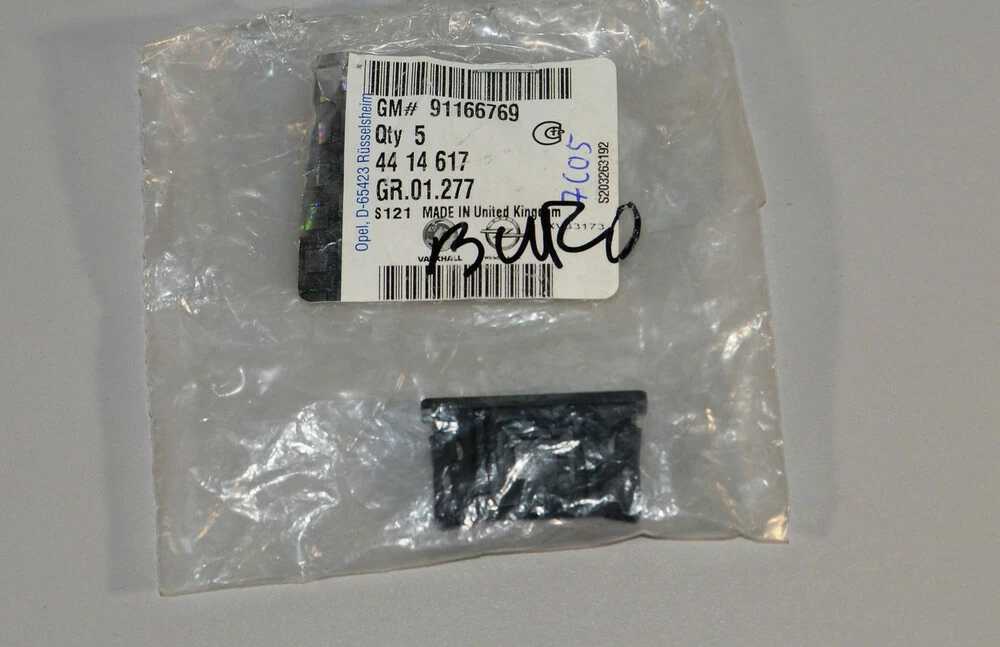 GM# 91166769
Qty 5
44 14 617
GR.01.277
S121 MADE IN United Kingdom
VAUXHALL
Opel, D-65423 Rüsselsheim
7C05
S203263192